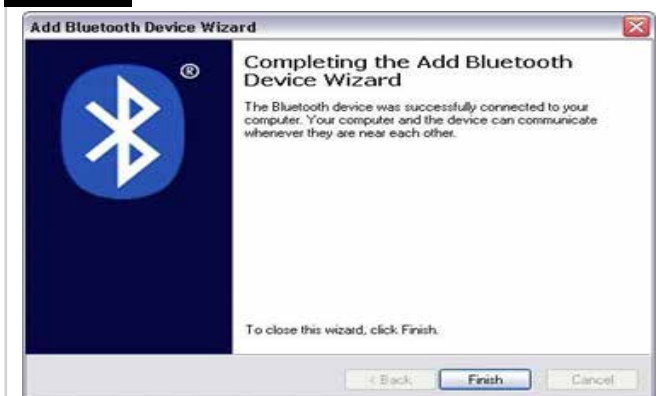 Add Bluetooth Device Wizard
®
Completing the Add Bluetooth
Device Wizard
The Bluetooth device was successfully connected to your
computer. Your computer and the device can communicate
whenever they are near each other.
To close this wizard, click Finish.
< Back Finish Cancel